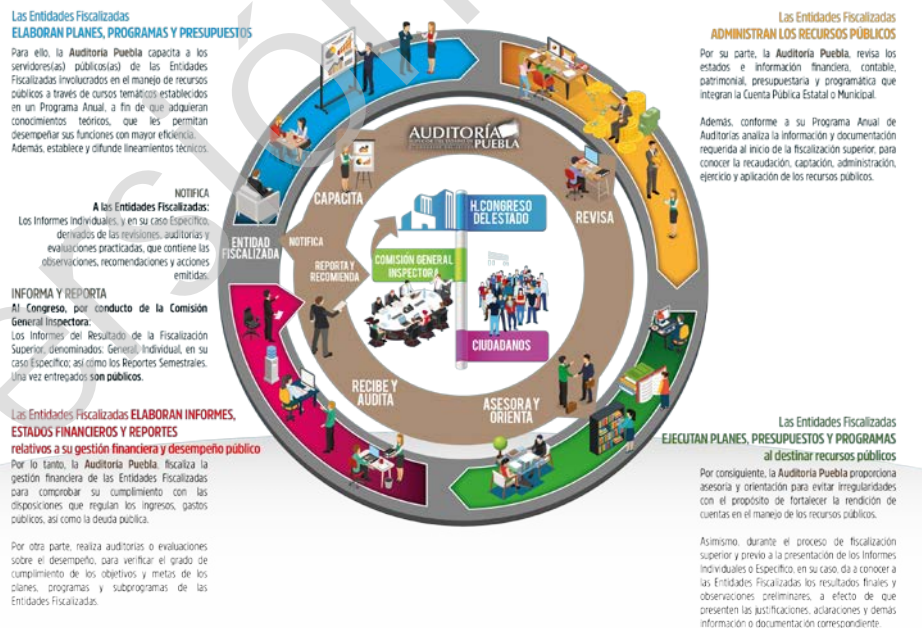 Las Entidades Fiscalizadas
ELABORAN PLANES, PROGRAMAS Y PRESUPUESTOS
Para ello, la Auditoría Puebla capacita a los
servidores(as) públicos(as) de las Entidades
Fiscalizadas involucrados en el manejo de recursos
públicos a través de cursos temáticos establecidos
en un Programa Anual, a fin de que adquieran
conocimientos teóricos, que les permitan
desempeñar sus funciones con mayor eficiencia.
Además, establece y difunde lineamientos técnicos.
NOTIFICA
A las Entidades Fiscalizadas:
Los Informes Individuales, y en su caso Específico,
derivados de las revisiones, auditorías y
evaluaciones practicadas, que contiene las
observaciones, recomendaciones y acciones
emitidas.
INFORMA Y REPORTA
Al Congreso, por conducto de la Comisión
General Inspectora:
Los Informes del Resultado de la Fiscalización
Superior, denominados: General, Individual, en su
caso Específico; así como los Reportes Semestrales.
Una vez entregados son públicos.
Las Entidades Fiscalizadas ELABORAN INFORMES,
ESTADOS FINANCIEROS Y REPORTES
relativos a su gestión financiera y desempeño público
Por lo tanto, la Auditoría Puebla, fiscaliza la
gestión financiera de las Entidades Fiscalizadas
para comprobar su cumplimiento con las
disposiciones que regulan los ingresos, gastos
públicos, así como la deuda pública.
Por otra parte, realiza auditorías o evaluaciones
sobre el desempeño, para verificar el grado de
cumplimiento de los objetivos y metas de los
planes, programas y subprogramas de las
Entidades Fiscalizadas.
AUDITORÍA
PUEBLA
CAPACITA
REVISA
H. CONGRESO
DEL ESTADO
ENTIDAD
FISCALIZADA
NOTIFICA
COMISIÓN GENERAL
INSPECTORA
REPORTA Y
RECOMIENDA
CIUDADANOS
RECIBE Y
AUDITA
ASESORA Y
ORIENTA
Las Entidades Fiscalizadas
ADMINISTRAN LOS RECURSOS PÚBLICOS
Por su parte, la Auditoría Puebla, revisa los
estados e información financiera, contable,
patrimonial, presupuestaria y programática que
integran la Cuenta Pública Estatal o Municipal.
Además, conforme a su Programa Anual de
Auditorías analiza la información y documentación
requerida al inicio de la fiscalización superior, para
conocer la recaudación, captación, administración,
ejercicio y aplicación de los recursos públicos.
Las Entidades Fiscalizadas
EJECUTAN PLANES, PRESUPUESTOS Y PROGRAMAS
al destinar recursos públicos
Por consiguiente, la Auditoría Puebla proporciona
asesoría y orientación para evitar irregularidades
con el propósito de fortalecer la rendición de
cuentas en el manejo de los recursos públicos.
Asimismo, durante el proceso de fiscalización
superior y previo a la presentación de los Informes
Individuales o Específico, en su caso, da a conocer a
las Entidades Fiscalizadas los resultados finales y
observaciones preliminares, a efecto de que
presenten las justificaciones, aclaraciones y demás
información o documentación correspondiente.